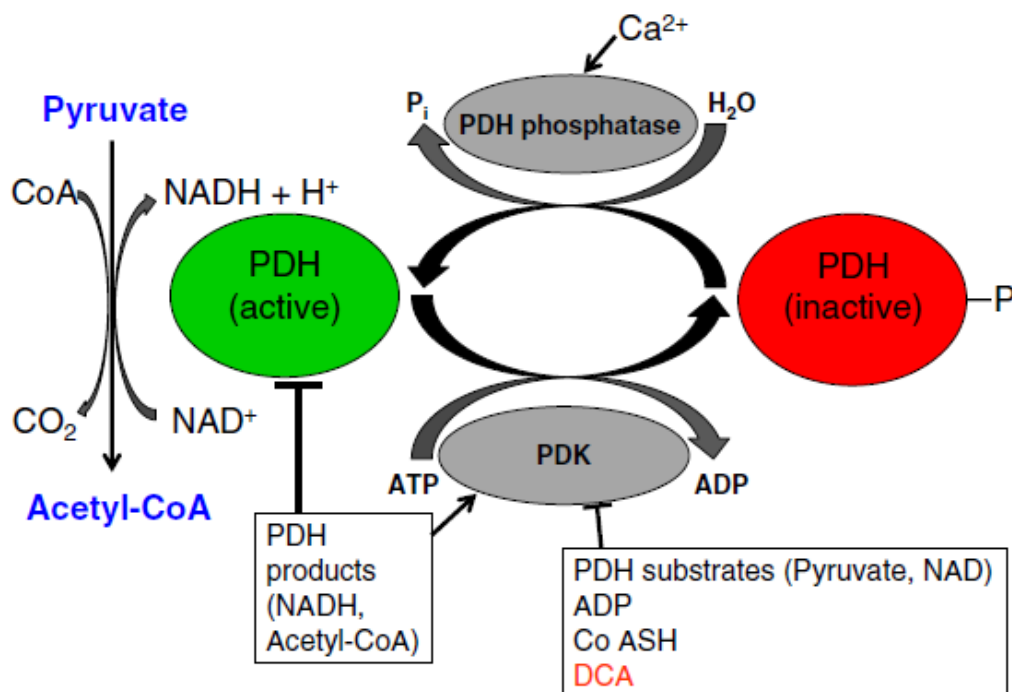 Ca²⁺
Pyruvate
Pᵢ
PDH phosphatase
H₂O
CoA
NADH + H⁺
PDH
(active)
PDH
(inactive)
P
CO₂
NAD⁺
PDK
ATP
ADP
Acetyl-CoA
PDH
products
(NADH,
Acetyl-CoA)
PDH substrates (Pyruvate, NAD)
ADP
Co ASH
DCA